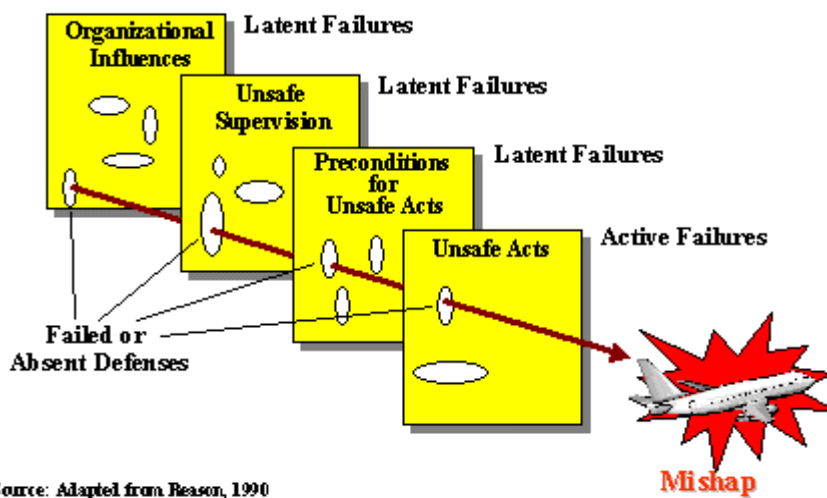 Organizational
Influences
Latent Failures
Unsafe
Supervision
Latent Failures
Preconditions
for
Unsafe Acts
Latent Failures
Unsafe Acts
Active Failures
Failed or
Absent Defenses
Mishap
Source: Adapted from Reason, 1990